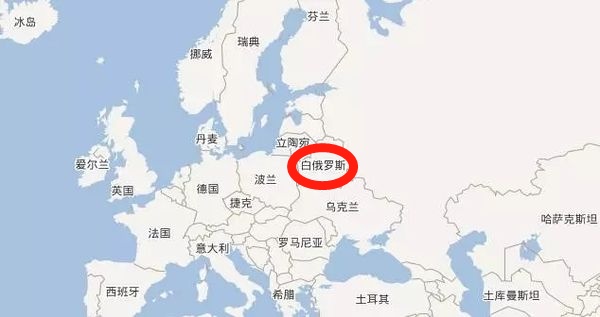 冰岛
芬兰
瑞典
挪威
丹麦
立陶宛
爱尔兰
白俄罗斯
英国
德国
波兰
捷克
乌克兰
法国
哈萨克斯坦
意大利
罗马尼亚
西班牙
希腊
土耳其
土库曼斯坦